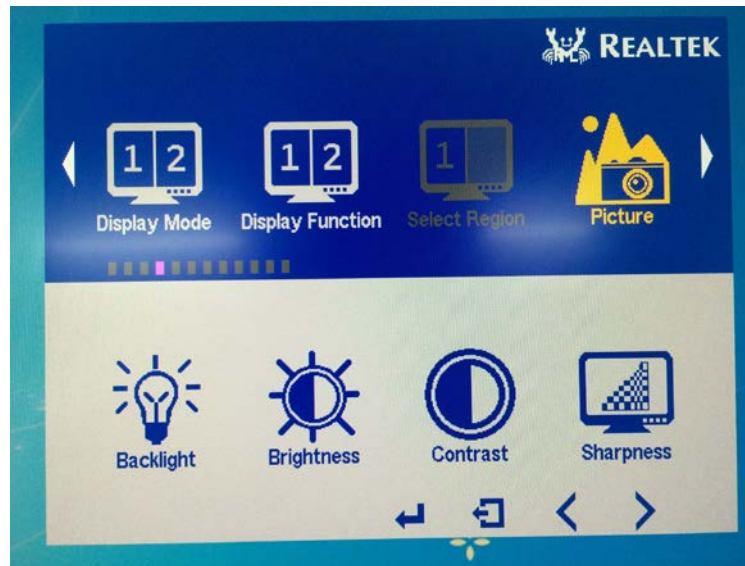 REALTEK
1 2
1 2
1
Display Mode
Display Function
Select Region
Picture
Backlight
Brightness
Contrast
Sharpness